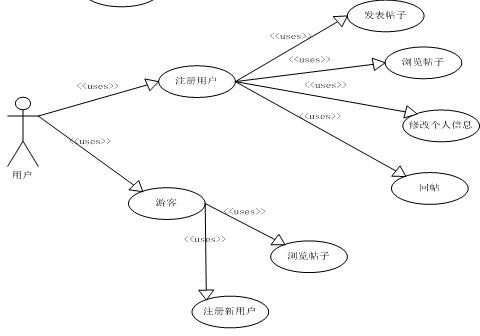 发表帖子
<<uses>>
<<uses>>
浏览帖子
<<uses>>
注册用户
<<uses>>
<<uses>>
修改个人信息
<<uses>>
用户
回帖
游客
<<uses>>
<<uses>>
浏览帖子
注册新用户